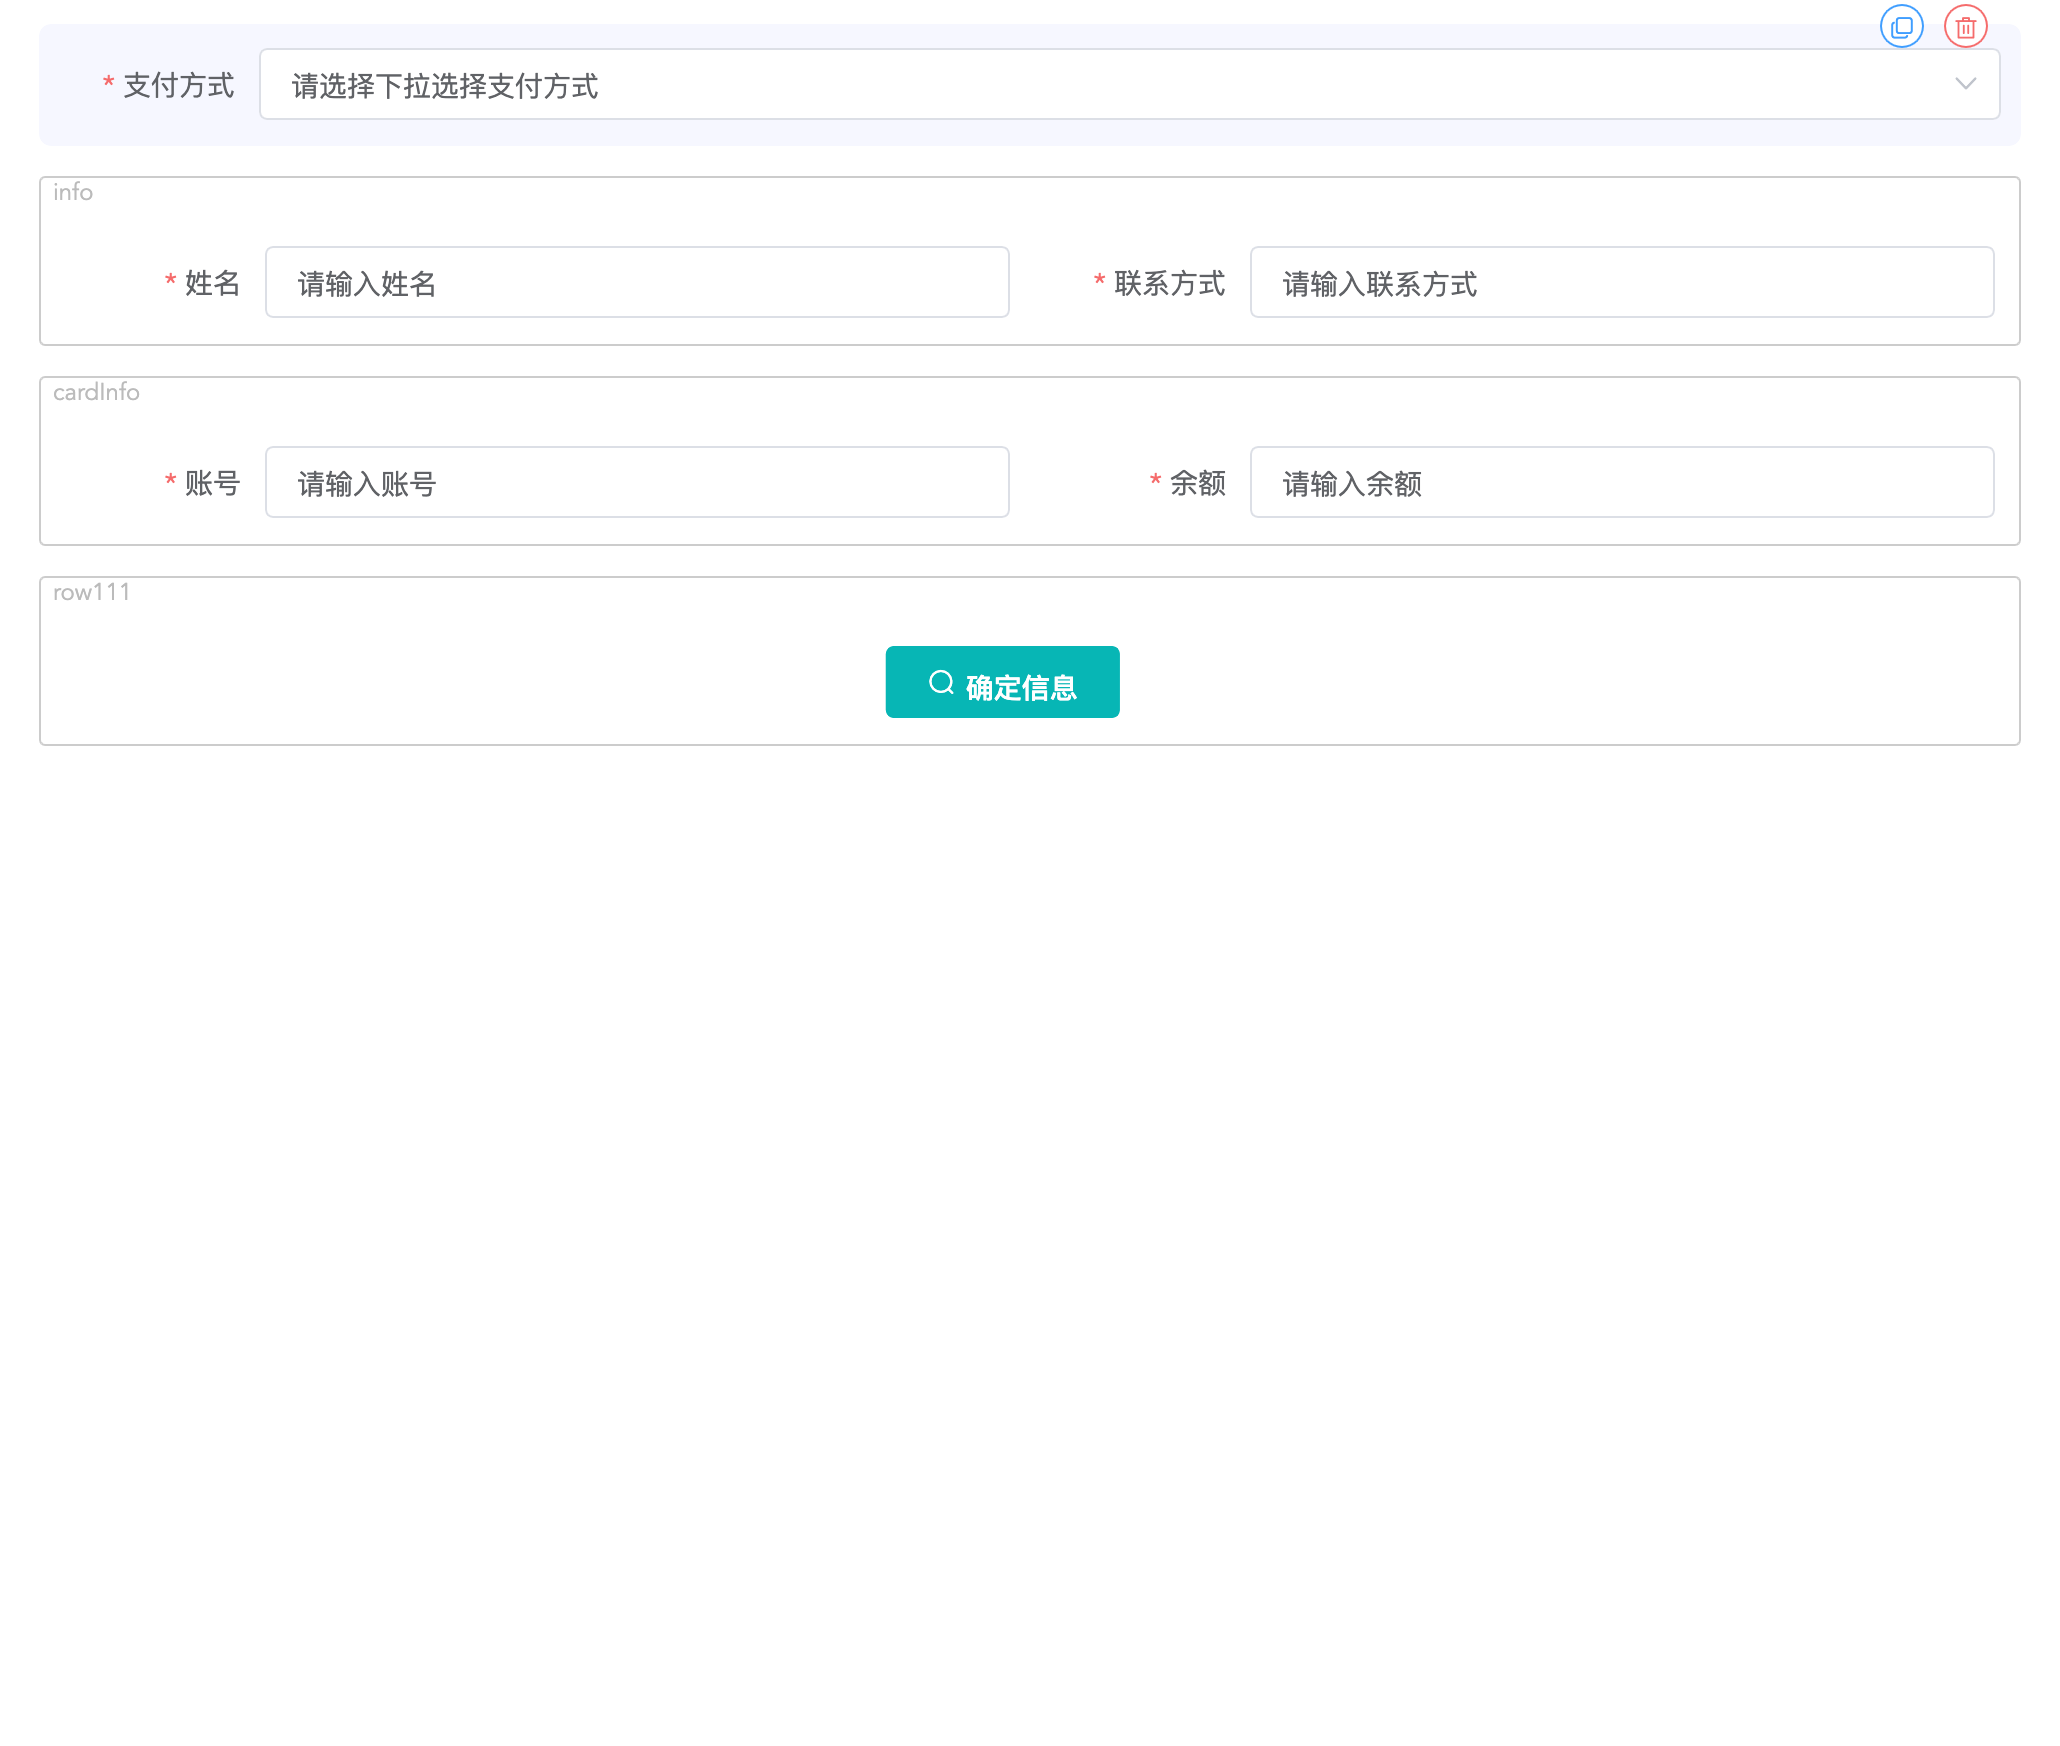 * 支付方式 请选择下拉选择支付方式
info
* 姓名 请输入姓名 * 联系方式 请输入联系方式
cardInfo
* 账号 请输入账号 * 余额 请输入余额
row111
确定信息